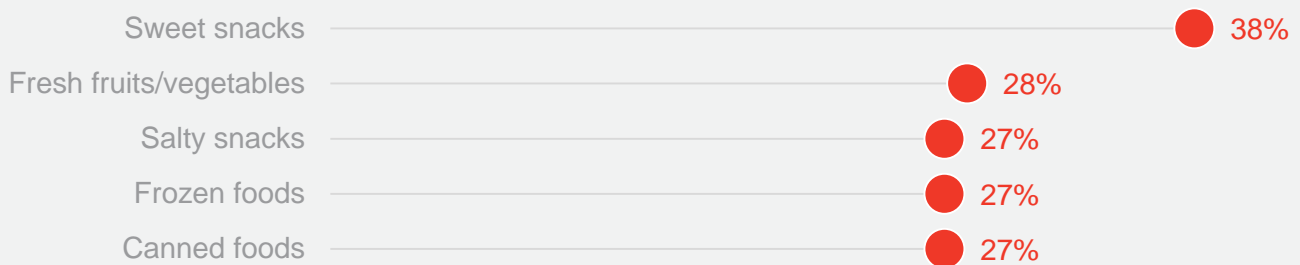 Sweet snacks 38%
Fresh fruits/vegetables 28%
Salty snacks 27%
Frozen foods 27%
Canned foods 27%